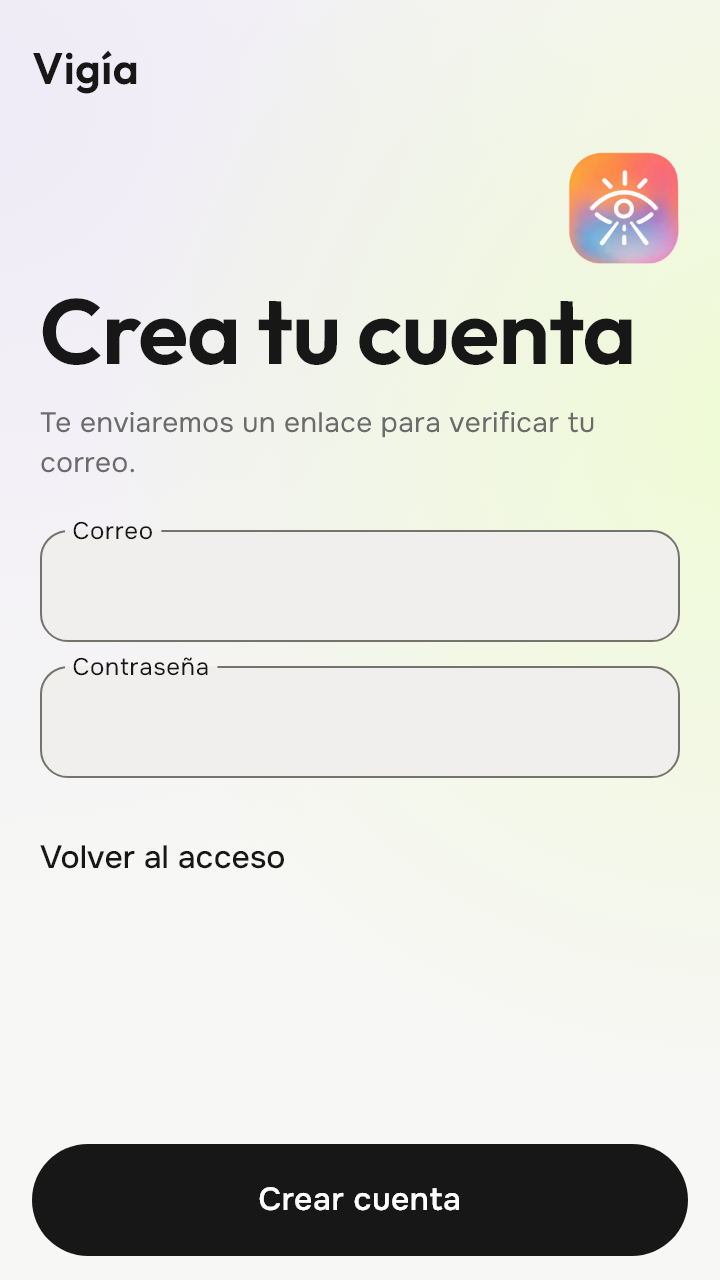 Vigía
Crea tu cuenta
Te enviaremos un enlace para verificar tu
correo.
Correo
Contraseña
Volver al acceso
Crear cuenta